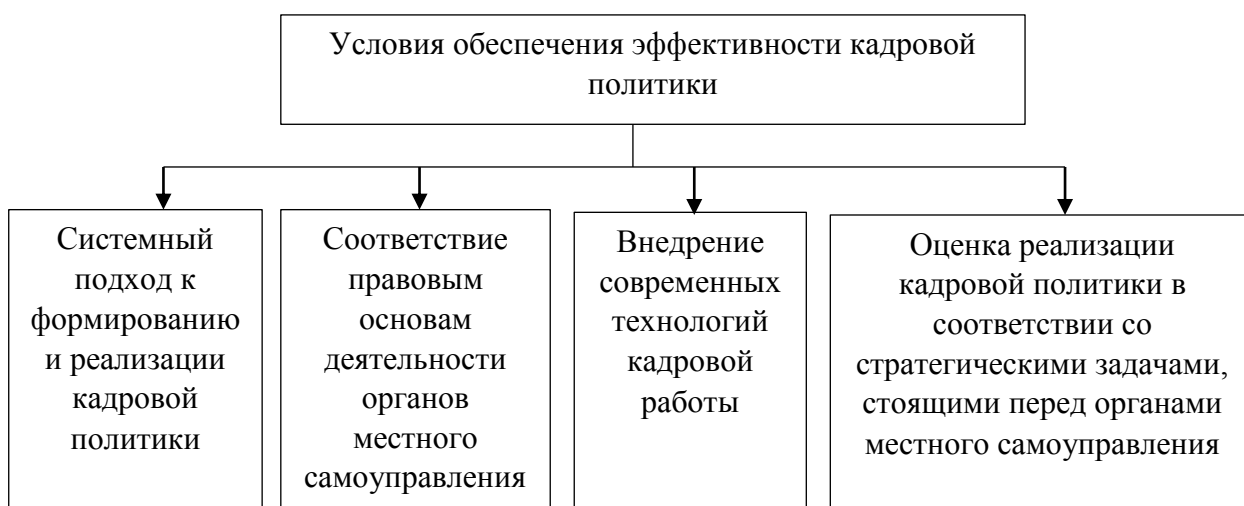 Условия обеспечения эффективности кадровой
политики
Системный
подход к
формированию
и реализации
кадровой
политики
Соответствие
правовым
основам
деятельности
органов
местного
самоуправления
Внедрение
современных
технологий
кадровой
работы
Оценка реализации
кадровой политики в
соответствии со
стратегическими задачами,
стоящими перед органами
местного самоуправления